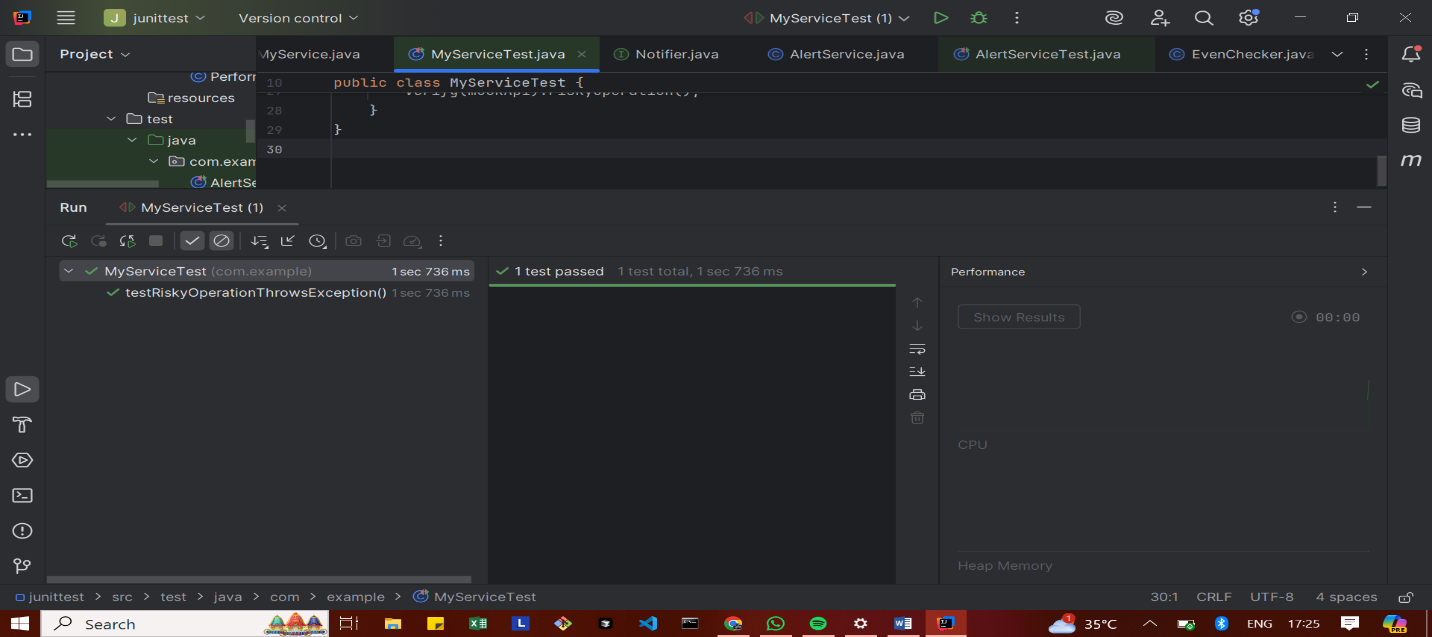 J junittest Version control MyServiceTest (1)
Project
MyService.java MyServiceTest.java Notifier.java AlertService.java AlertServiceTest.java EvenChecker.java
Perforr
resources
test
java
com.exam
AlertSe
10 public class MyServiceTest {
28 }
29 }
30
Run MyServiceTest (1)
MyServiceTest (com.example) 1 sec 736 ms
testRiskyOperationThrowsException() 1 sec 736 ms
1 test passed 1 test total, 1 sec 736 ms
Performance
Show Results 00:00
CPU
Heap Memory
junittest > src > test > java > com > example > MyServiceTest
30:1 CRLF UTF-8 4 spaces
Search
1 35°C ENG 17:25 PRE